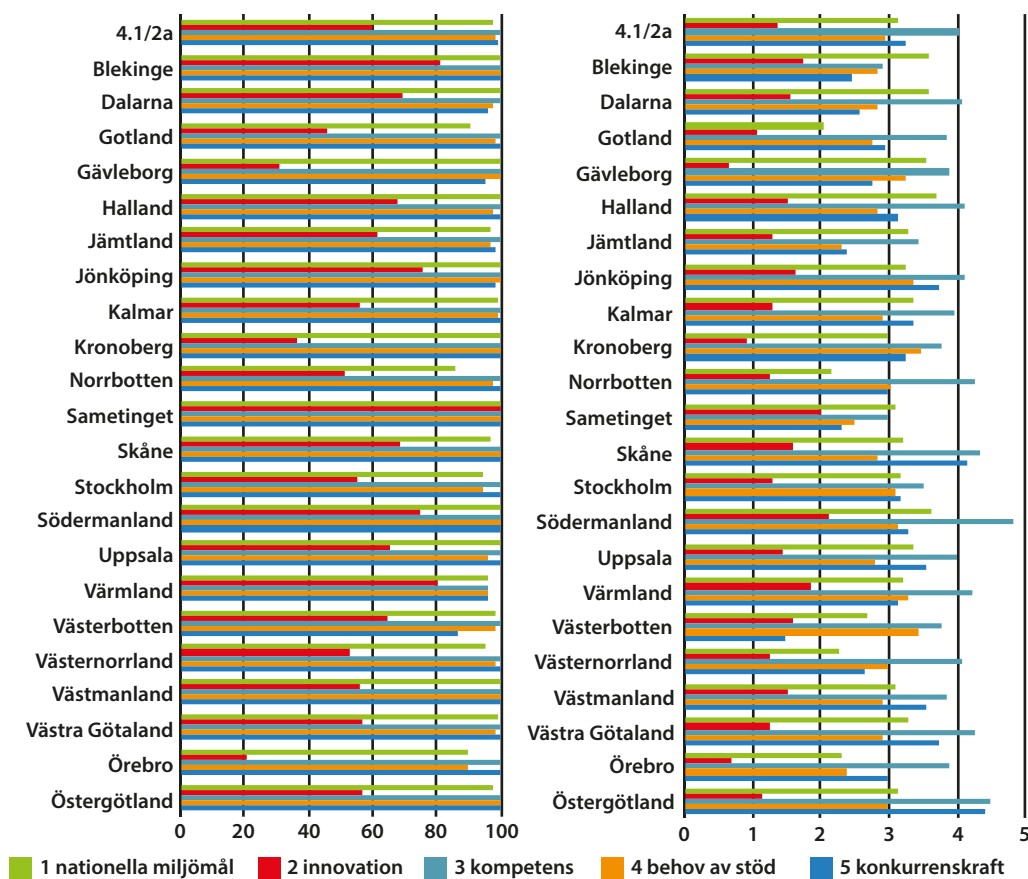 4.1/2a
Blekinge
Dalarna
Gotland
Gävleborg
Halland
Jämtland
Jönköping
Kalmar
Kronoberg
Norrbotten
Sametinget
Skåne
Stockholm
Södermanland
Uppsala
Värmland
Västerbotten
Västernorrland
Västmanland
Västra Götaland
Örebro
Östergötland
0 20 40 60 80 100
4.1/2a
Blekinge
Dalarna
Gotland
Gävleborg
Halland
Jämtland
Jönköping
Kalmar
Kronoberg
Norrbotten
Sametinget
Skåne
Stockholm
Södermanland
Uppsala
Värmland
Västerbotten
Västernorrland
Västmanland
Västra Götaland
Örebro
Östergötland
0 1 2 3 4 5
1 nationella miljömål 2 innovation 3 kompetens 4 behov av stöd 5 konkurrenskraft